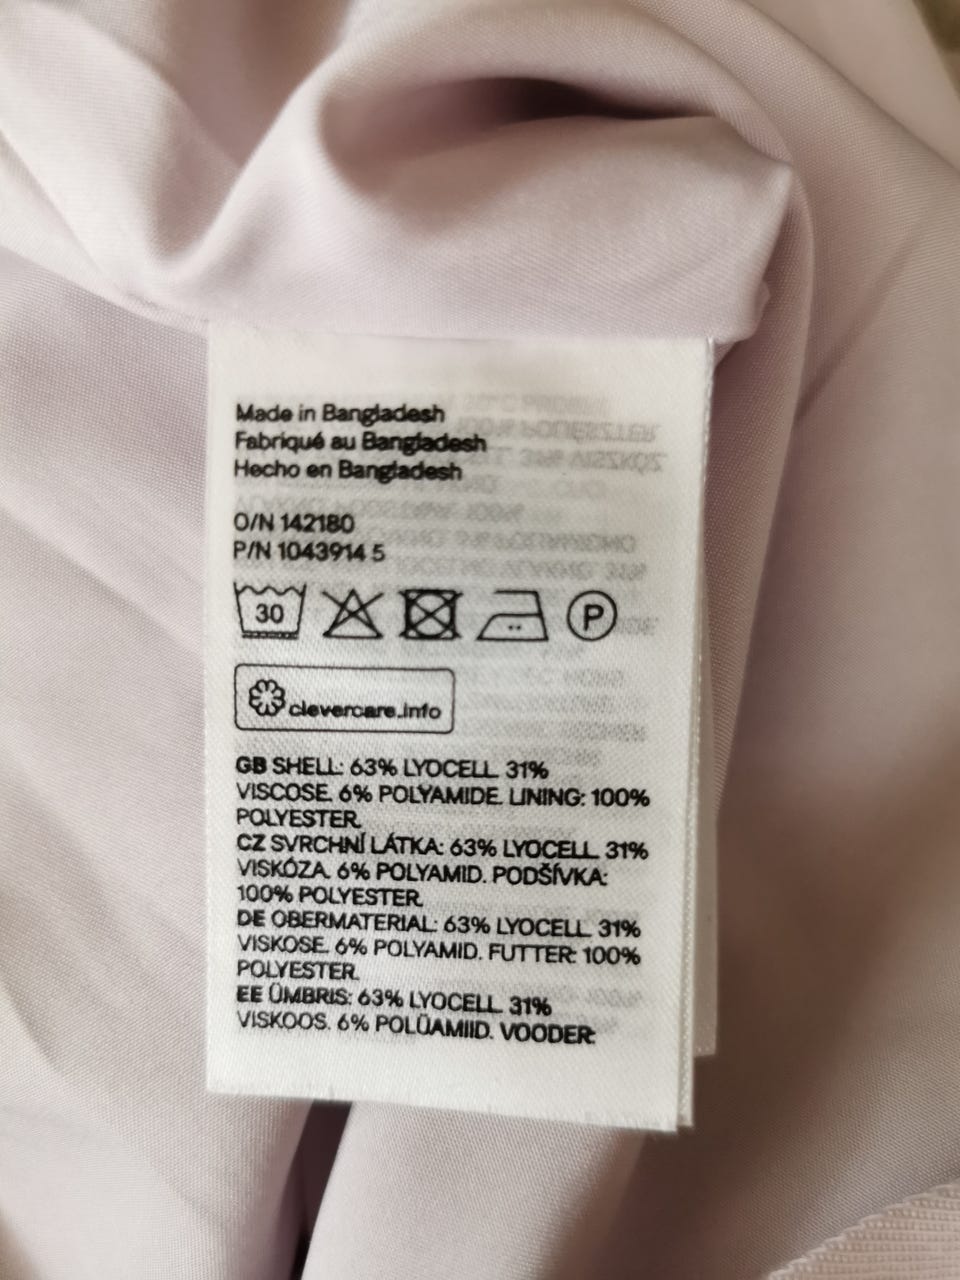 Made in Bangladesh
Fabriqué au Bangladesh
Hecho en Bangladesh
O/N 142180
P/N 1043914 5
30 P
clevercare.info
GB SHELL: 63% LYOCELL. 31%
VISCOSE. 6% POLYAMIDE. LINING: 100%
POLYESTER.
CZ SVRCHNÍ LÁTKA: 63% LYOCELL. 31%
VISKÓZA. 6% POLYAMID. PODŠÍVKA:
100% POLYESTER.
DE OBERMATERIAL: 63% LYOCELL. 31%
VISKOSE. 6% POLYAMID. FUTTER: 100%
POLYESTER.
EE ÜMBRIS: 63% LYOCELL. 31%
VISKOOS. 6% POLÜAMIID. VOODER: